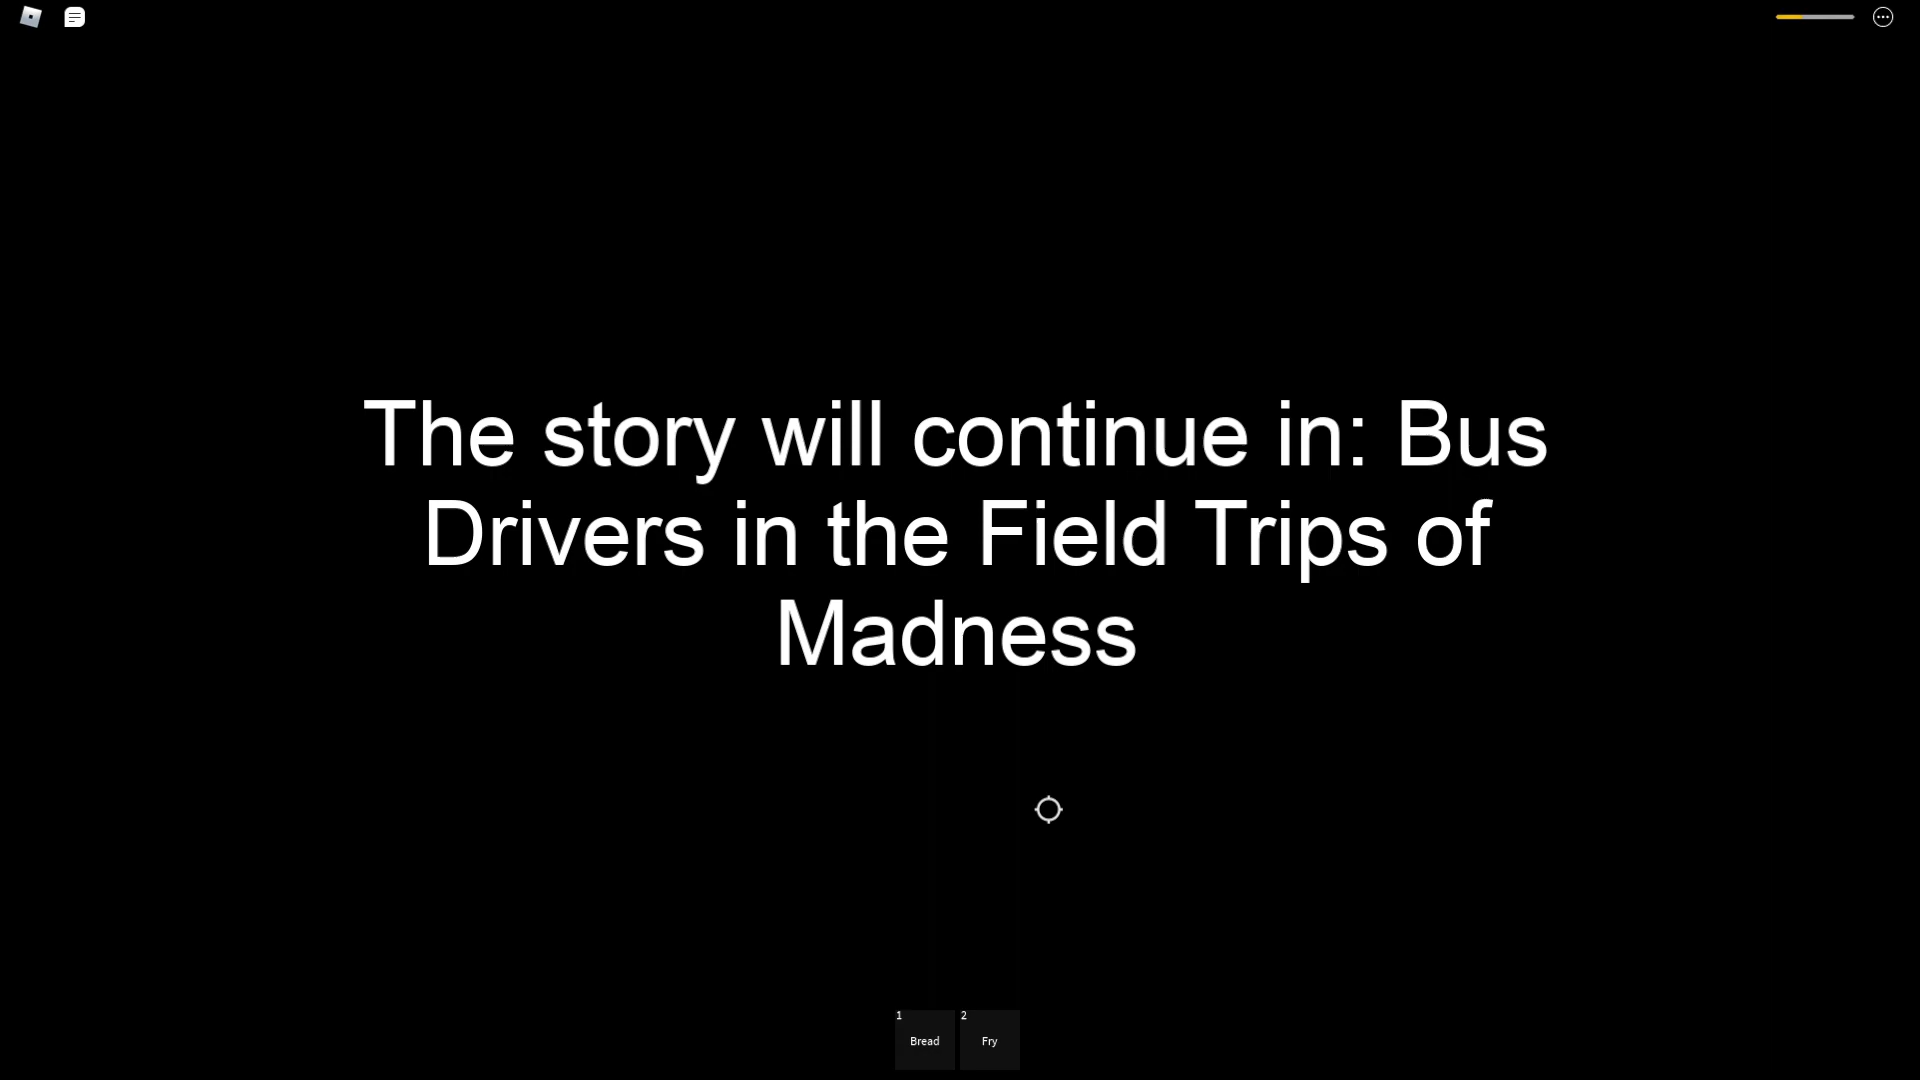 The story will continue in: Bus
Drivers in the Field Trips of
Madness
1
Bread
2
Fry